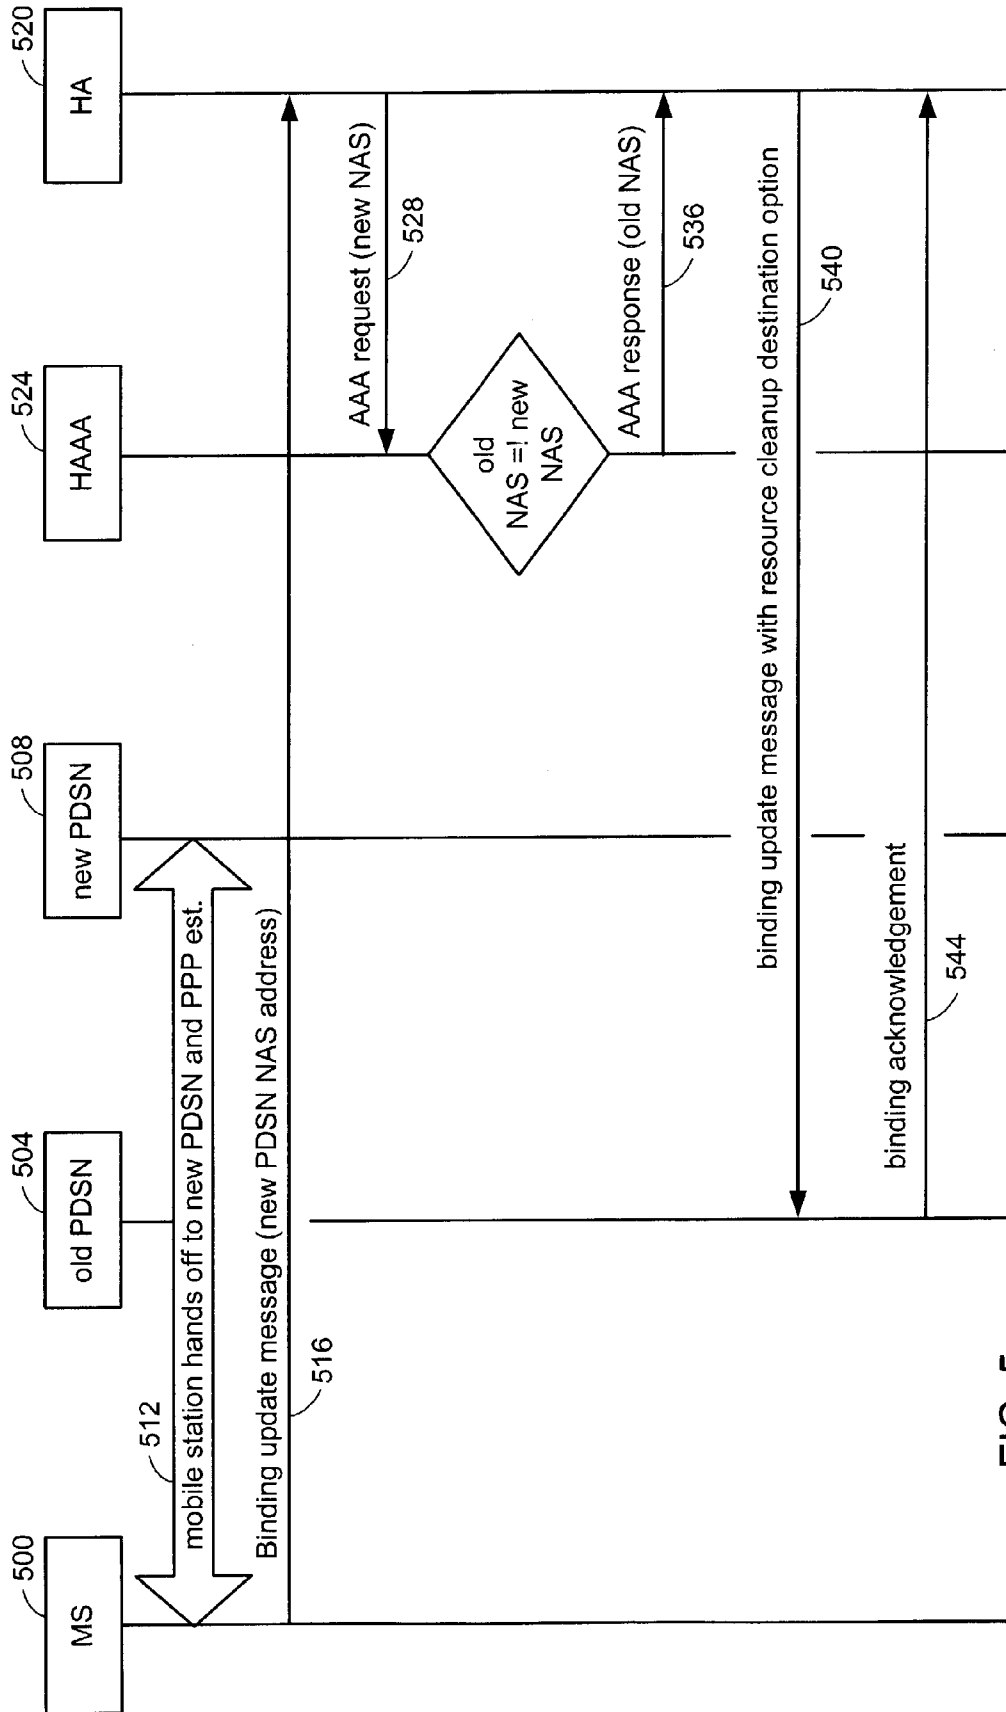 500
MS
504
old PDSN
508
new PDSN
524
HAAA
520
HA
512
mobile station hands off to new PDSN and PPP est.
Binding update message (new PDSN NAS address)
516
AAA request (new NAS)
528
old
NAS =! new
NAS
AAA response (old NAS)
536
binding update message with resource cleanup destination option
540
binding acknowledgement
544